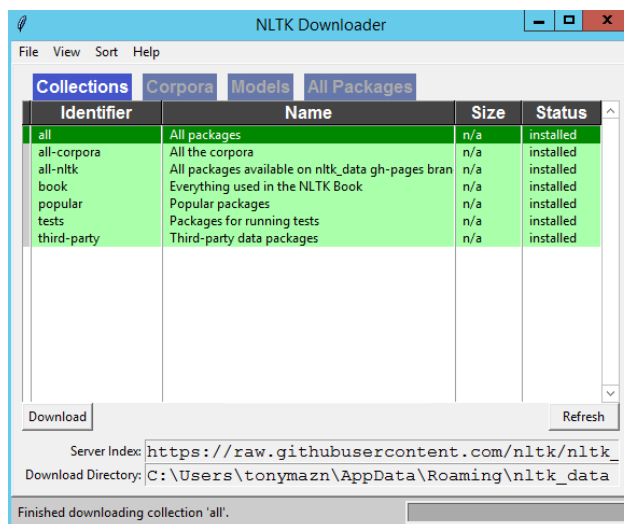 NLTK Downloader
File View Sort Help
Collections Corpora Models All Packages
Identifier Name Size Status
all All packages n/a installed
all-corpora All the corpora n/a installed
all-nltk All packages available on nltk_data gh-pages bran n/a installed
book Everything used in the NLTK Book n/a installed
popular Popular packages n/a installed
tests Packages for running tests n/a installed
third-party Third-party data packages n/a installed
Download Refresh
Server Index: https://raw.githubusercontent.com/nltk/nltk_
Download Directory: C:\Users\tonymazn\AppData\Roaming\nltk_data
Finished downloading collection 'all'.